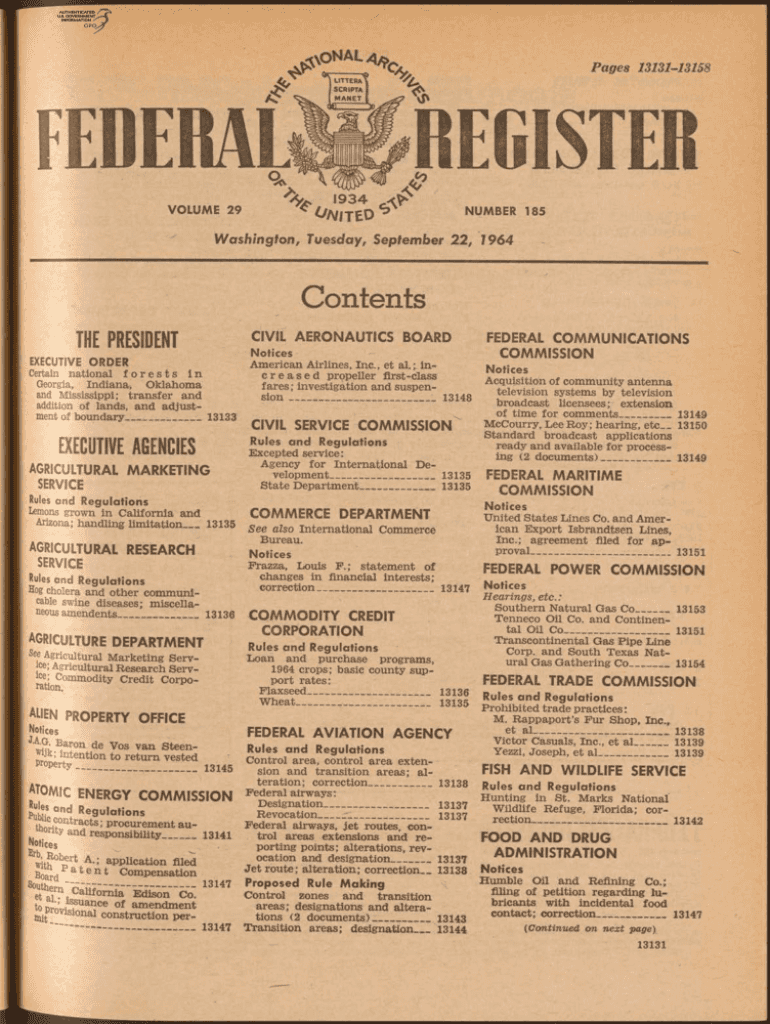 AUTHENTICATED
U.S. GOVERNMENT
INFORMATION
GPO
Pages 13131–13158
THE NATIONAL ARCHIVES
LITTERA
SCRIPTA
MANET
FEDERAL REGISTER
1934
OF THE UNITED STATES
VOLUME 29
NUMBER 185
Washington, Tuesday, September 22, 1964
Contents
THE PRESIDENT
EXECUTIVE ORDER
Certain national forests in
Georgia, Indiana, Oklahoma
and Mississippi; transfer and
addition of lands, and adjust-
ment of boundary 13133
EXECUTIVE AGENCIES
AGRICULTURAL MARKETING
SERVICE
Rules and Regulations
Lemons grown in California and
Arizona; handling limitation 13135
AGRICULTURAL RESEARCH
SERVICE
Rules and Regulations
Hog cholera and other communi-
cable swine diseases; miscella-
neous amendents 13136
AGRICULTURE DEPARTMENT
See Agricultural Marketing Serv-
ice; Agricultural Research Serv-
ice; Commodity Credit Corpo-
ration.
ALIEN PROPERTY OFFICE
Notices
J.A.G. Baron de Vos van Steen-
wijk; intention to return vested
property 13145
ATOMIC ENERGY COMMISSION
Rules and Regulations
Public contracts; procurement au-
thority and responsibility 13141
Notices
Erb, Robert A.; application filed
with Patent Compensation
Board 13147
Southern California Edison Co.
et al.; issuance of amendment
to provisional construction per-
mit 13147
CIVIL AERONAUTICS BOARD
Notices
American Airlines, Inc., et al.; in-
creased propeller first-class
fares; investigation and suspen-
sion 13148
CIVIL SERVICE COMMISSION
Rules and Regulations
Excepted service:
Agency for International De-
velopment 13135
State Department 13135
COMMERCE DEPARTMENT
See also International Commerce
Bureau.
Notices
Frazza, Louis F.; statement of
changes in financial interests;
correction 13147
COMMODITY CREDIT
CORPORATION
Rules and Regulations
Loan and purchase programs,
1964 crops; basic county sup-
port rates:
Flaxseed 13136
Wheat 13135
FEDERAL AVIATION AGENCY
Rules and Regulations
Control area, control area exten-
sion and transition areas; al-
teration; correction 13138
Federal airways:
Designation 13137
Revocation 13137
Federal airways, jet routes, con-
trol areas extensions and re-
porting points; alterations, rev-
ocation and designation 13137
Jet route; alteration; correction 13138
Proposed Rule Making
Control zones and transition
areas; designations and altera-
tions (2 documents) 13143
Transition areas; designation 13144
FEDERAL COMMUNICATIONS
COMMISSION
Notices
Acquisition of community antenna
television systems by television
broadcast licensees; extension
of time for comments 13149
McCourry, Lee Roy; hearing, etc 13150
Standard broadcast applications
ready and available for process-
ing (2 documents) 13149
FEDERAL MARITIME
COMMISSION
Notices
United States Lines Co. and Amer-
ican Export Isbrandtsen Lines,
Inc.; agreement filed for ap-
proval 13151
FEDERAL POWER COMMISSION
Notices
Hearings, etc.:
Southern Natural Gas Co 13153
Tenneco Oil Co. and Continen-
tal Oil Co 13151
Transcontinental Gas Pipe Line
Corp. and South Texas Nat-
ural Gas Gathering Co 13154
FEDERAL TRADE COMMISSION
Rules and Regulations
Prohibited trade practices:
M. Rappaport's Fur Shop, Inc.,
et al 13138
Victor Casuals, Inc., et al 13139
Yezzi, Joseph, et al 13139
FISH AND WILDLIFE SERVICE
Rules and Regulations
Hunting in St. Marks National
Wildlife Refuge, Florida; cor-
rection 13142
FOOD AND DRUG
ADMINISTRATION
Notices
Humble Oil and Refining Co.;
filing of petition regarding lu-
bricants with incidental food
contact; correction 13147
(Continued on next page)
13131